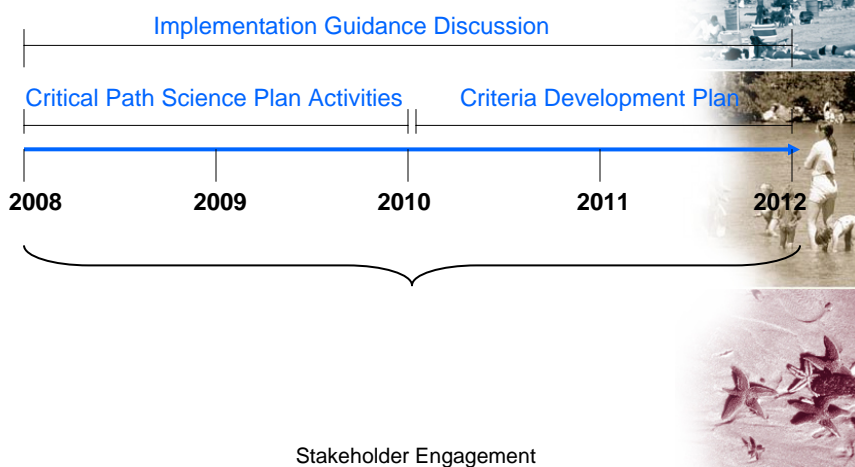 Implementation Guidance Discussion
Critical Path Science Plan Activities
Criteria Development Plan
2008
2009
2010
2011
2012
Stakeholder Engagement